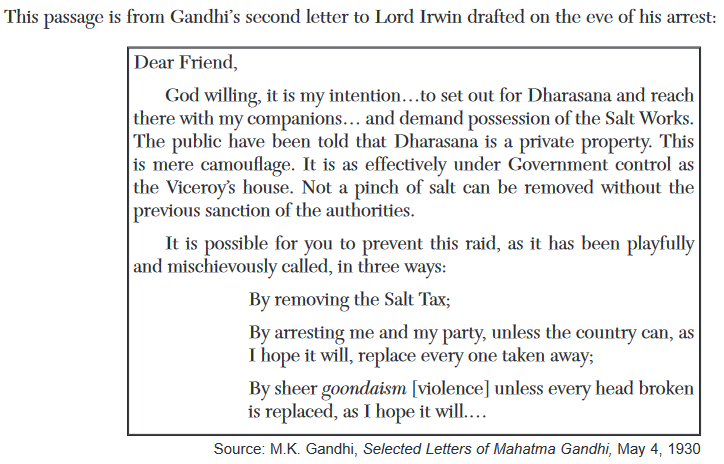 This passage is from Gandhi’s second letter to Lord Irwin drafted on the eve of his arrest:
Dear Friend,
God willing, it is my intention…to set out for Dharasana and reach
there with my companions… and demand possession of the Salt Works.
The public have been told that Dharasana is a private property. This
is mere camouflage. It is as effectively under Government control as
the Viceroy’s house. Not a pinch of salt can be removed without the
previous sanction of the authorities.
It is possible for you to prevent this raid, as it has been playfully
and mischievously called, in three ways:
By removing the Salt Tax;
By arresting me and my party, unless the country can, as
I hope it will, replace every one taken away;
By sheer goondaism [violence] unless every head broken
is replaced, as I hope it will.…
Source: M.K. Gandhi, Selected Letters of Mahatma Gandhi, May 4, 1930